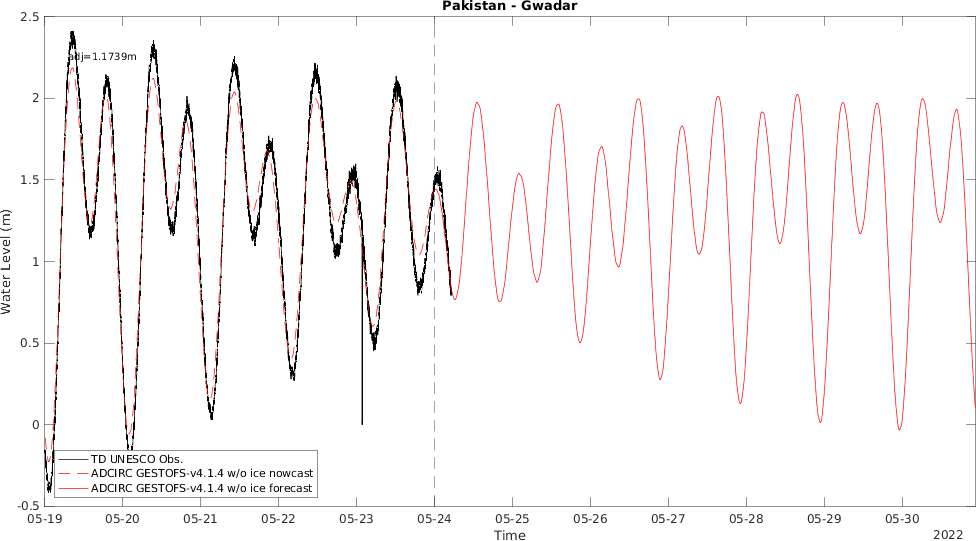 Pakistan - Gwadar
adj=1.1739m
2.5
2
1.5
1
0.5
0
-0.5
Water Level (m)
TD UNESCO Obs.
ADCIRC GESTOFS-v4.1.4 w/o ice nowcast
ADCIRC GESTOFS-v4.1.4 w/o ice forecast
05-19 05-20 05-21 05-22 05-23 05-24 05-25 05-26 05-27 05-28 05-29 05-30
Time
2022